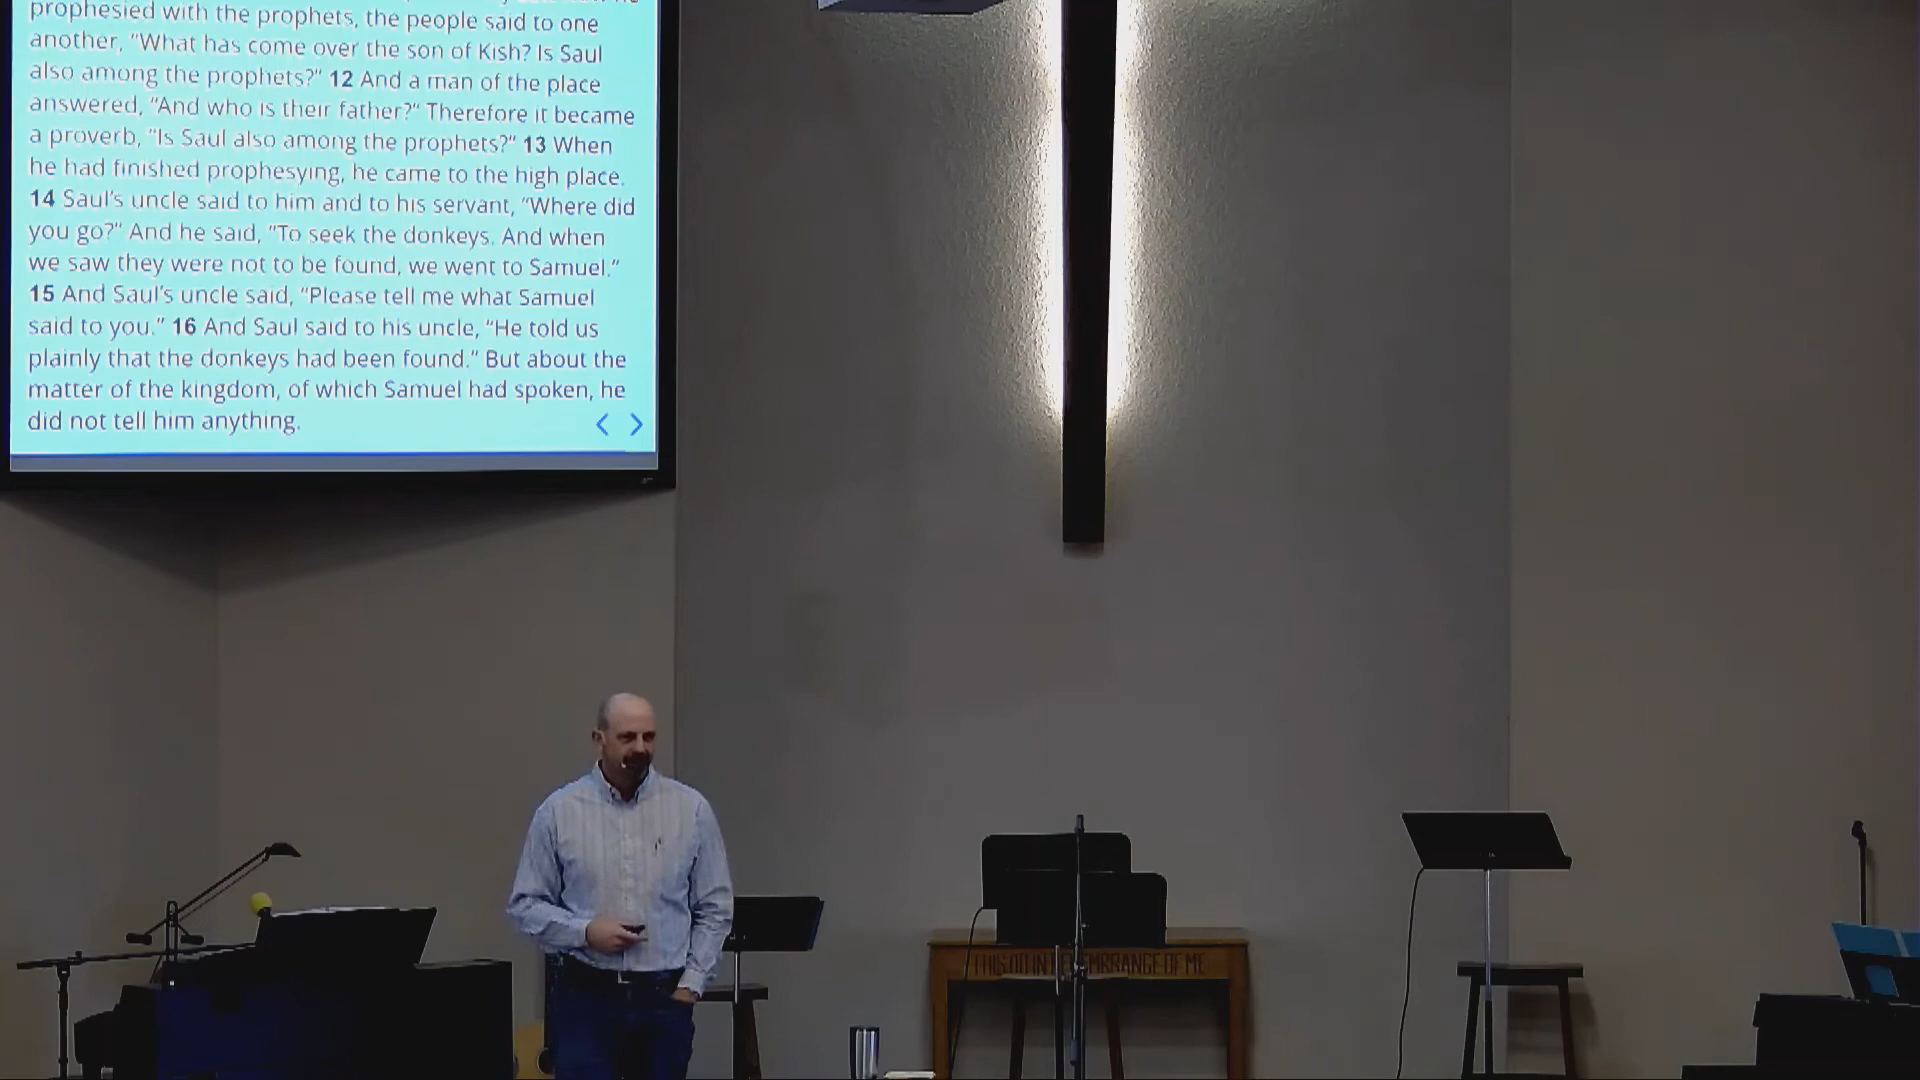 prophesied with the prophets, the people said to one
another, “What has come over the son of Kish? Is Saul
also among the prophets?” 12 And a man of the place
answered, “And who is their father?” Therefore it became
a proverb, “Is Saul also among the prophets?” 13 When
he had finished prophesying, he came to the high place.
14 Saul’s uncle said to him and to his servant, “Where did
you go?” And he said, “To seek the donkeys. And when
we saw they were not to be found, we went to Samuel.”
15 And Saul’s uncle said, “Please tell me what Samuel
said to you.” 16 And Saul said to his uncle, “He told us
plainly that the donkeys had been found.” But about the
matter of the kingdom, of which Samuel had spoken, he
did not tell him anything.
THIS DO IN REMEMBRANCE OF ME